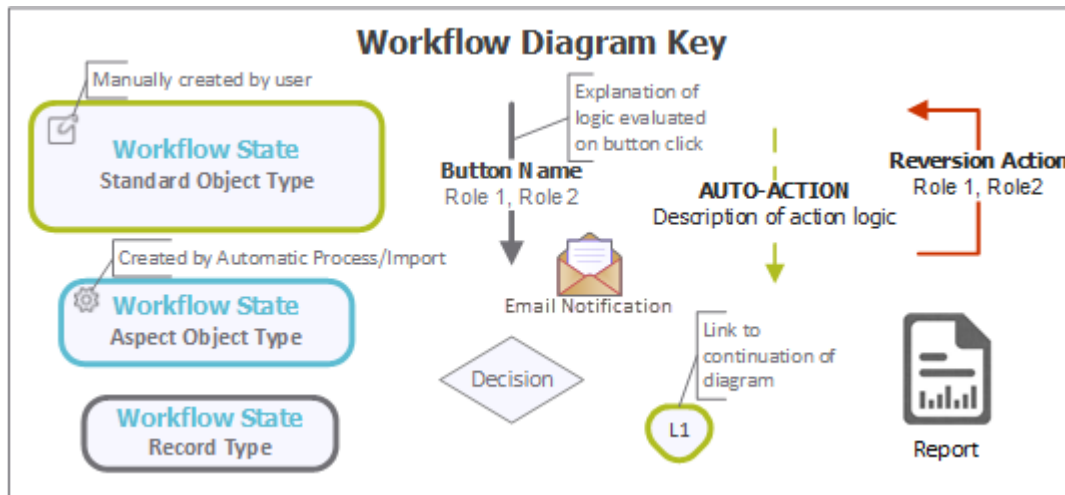 Workflow Diagram Key
Manually created by user
Workflow State
Standard Object Type
Created by Automatic Process/Import
Workflow State
Aspect Object Type
Workflow State
Record Type
Explanation of
logic evaluated
on button click
Button Name
Role 1, Role 2
Email Notification
Decision
AUTO-ACTION
Description of action logic
Link to
continuation of
diagram
L1
Reversion Action
Role 1, Role2
Report